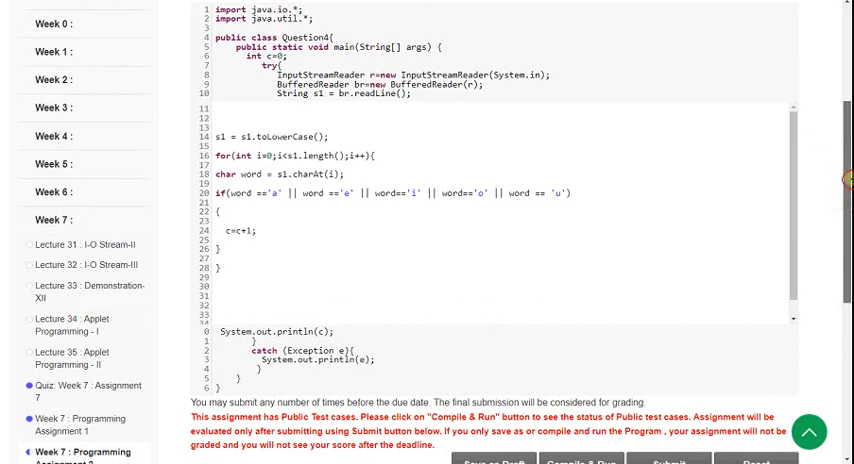 Week 0 :
Week 1 :
Week 2 :
Week 3 :
Week 4 :
Week 5 :
Week 6 :
Week 7 :
Lecture 31 : I-O Stream-II
Lecture 32 : I-O Stream-III
Lecture 33 : Demonstration-
XII
Lecture 34 : Applet
Programming - I
Lecture 35 : Applet
Programming - II
Quiz: Week 7 : Assignment
7
Week 7 : Programming
Assignment 1
Week 7 : Programming
1 import java.io.*;
2 import java.util.*;
3
4 public class Question4{
5 public static void main(String[] args) {
6 int c=0;
7 try{
8 InputStreamReader r=new InputStreamReader(System.in);
9 BufferedReader br=new BufferedReader(r);
10 String s1 = br.readLine();
11
12
13
14 s1 = s1.toLowerCase();
15
16 for(int i=0;i<s1.length();i++){
17
18 char word = s1.charAt(i);
19
20 if(word =='a' || word =='e' || word=='i' || word=='o' || word == 'u')
21
22 {
23
24 c=c+1;
25
26 }
27
28 }
29
30
31
32
33
0 System.out.println(c);
1 }
2 catch (Exception e){
3 System.out.println(e);
4 }
5 }
6 }
You may submit any number of times before the due date. The final submission will be considered for grading.
This assignment has Public Test cases. Please click on "Compile & Run" button to see the status of Public test cases. Assignment will be
evaluated only after submitting using Submit button below. If you only save as or compile and run the Program , your assignment will not be
graded and you will not see your score after the deadline.
Save as Draft Compile & Run Submit Reset